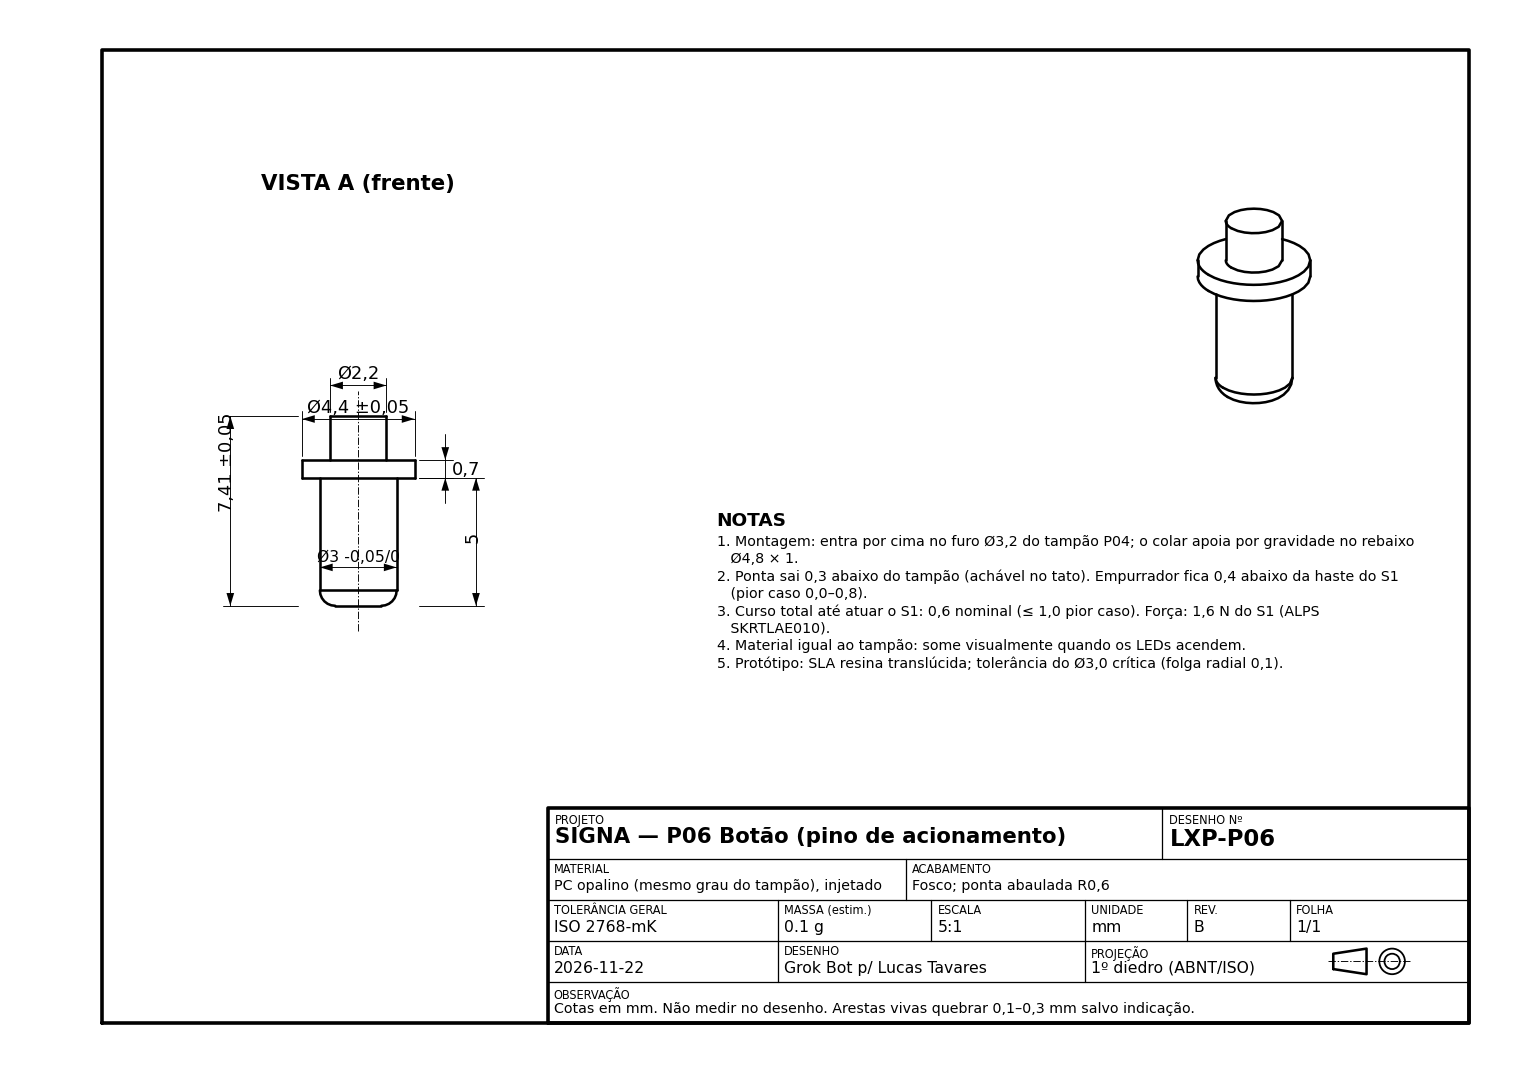 VISTA A (frente)
Ø2,2
Ø4,4 ±0,05
7,41 ±0,05
0,7
5
Ø3 -0,05/0
NOTAS
1. Montagem: entra por cima no furo Ø3,2 do tampão P04; o colar apoia por gravidade no rebaixo
Ø4,8 × 1.
2. Ponta sai 0,3 abaixo do tampão (achável no tato). Empurrador fica 0,4 abaixo da haste do S1
(pior caso 0,0–0,8).
3. Curso total até atuar o S1: 0,6 nominal (≤ 1,0 pior caso). Força: 1,6 N do S1 (ALPS
SKRTLAE010).
4. Material igual ao tampão: some visualmente quando os LEDs acendem.
5. Protótipo: SLA resina translúcida; tolerância do Ø3,0 crítica (folga radial 0,1).
PROJETO
SIGNA — P06 Botão (pino de acionamento)
DESENHO Nº
LXP-P06
MATERIAL
PC opalino (mesmo grau do tampão), injetado
ACABAMENTO
Fosco; ponta abaulada R0,6
TOLERÂNCIA GERAL
ISO 2768-mK
MASSA (estim.)
0.1 g
ESCALA
5:1
UNIDADE
mm
REV.
B
FOLHA
1/1
DATA
2026-11-22
DESENHO
Grok Bot p/ Lucas Tavares
PROJEÇÃO
1º diedro (ABNT/ISO)
OBSERVAÇÃO
Cotas em mm. Não medir no desenho. Arestas vivas quebrar 0,1–0,3 mm salvo indicação.